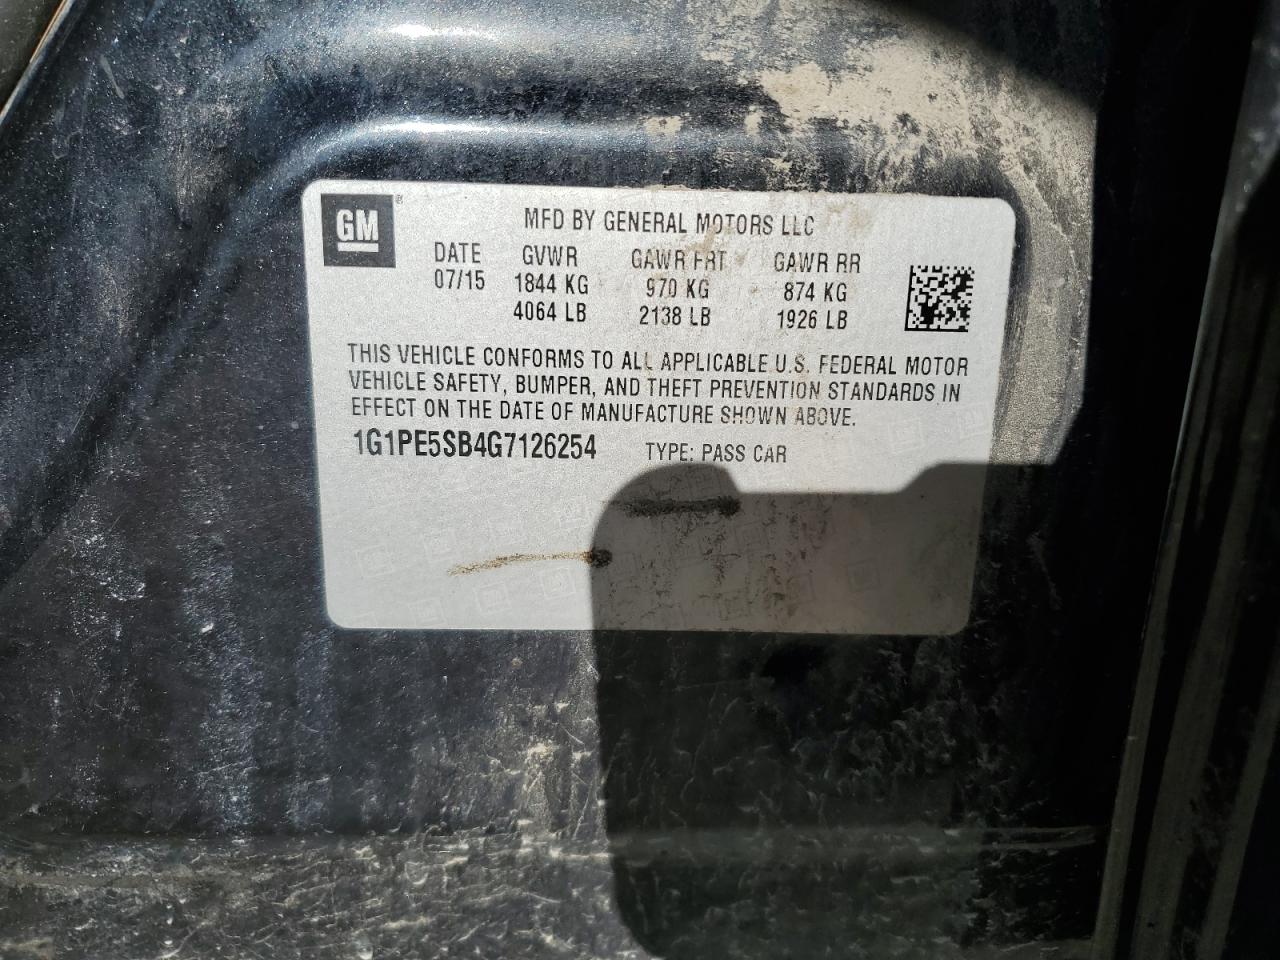 GM®
MFD BY GENERAL MOTORS LLC
DATE GVWR GAWR FRT GAWR RR
07/15 1844 KG 970 KG 874 KG
4064 LB 2138 LB 1926 LB
THIS VEHICLE CONFORMS TO ALL APPLICABLE U.S. FEDERAL MOTOR
VEHICLE SAFETY, BUMPER, AND THEFT PREVENTION STANDARDS IN
EFFECT ON THE DATE OF MANUFACTURE SHOWN ABOVE.
1G1PE5SB4G7126254 TYPE: PASS CAR